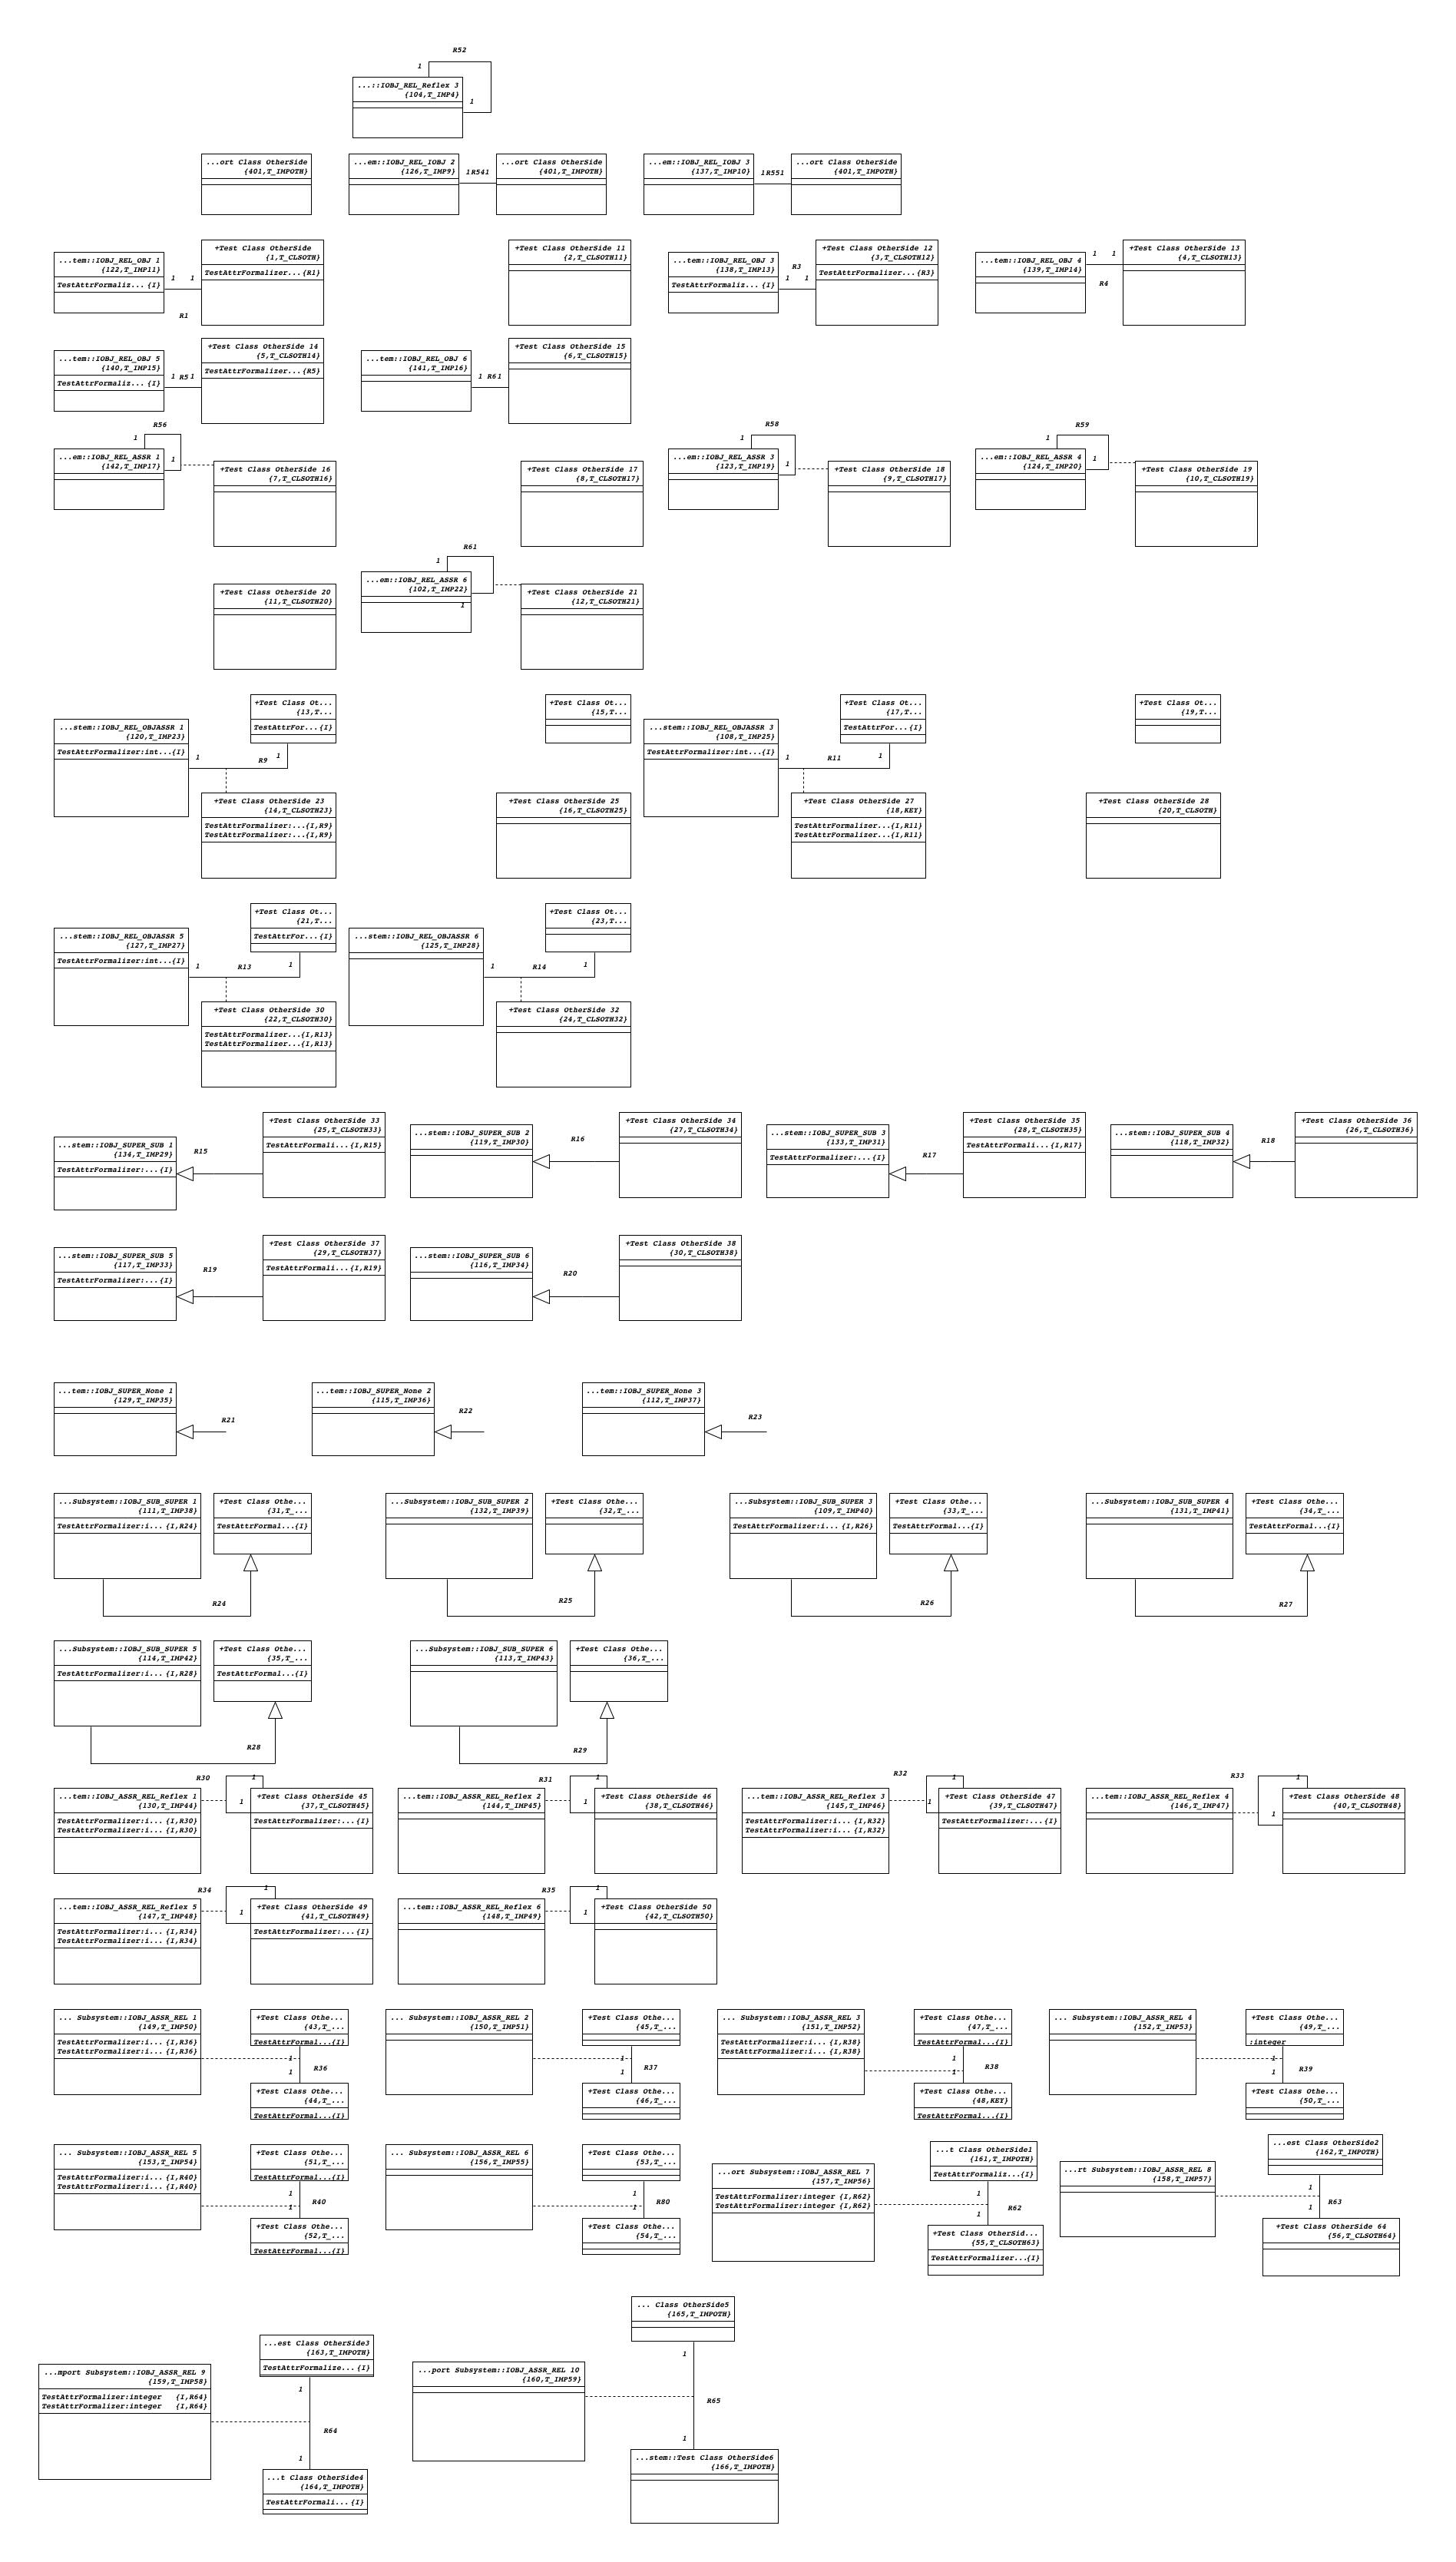 R52
1
...::IOBJ_REL_Reflex 3
{104,T_IMP4}
1
...ort Class OtherSide
{401,T_IMPOTH}
...em::IOBJ_REL_IOBJ 2
{126,T_IMP9}
1R541
...ort Class OtherSide
{401,T_IMPOTH}
...em::IOBJ_REL_IOBJ 3
{137,T_IMP10}
1R551
...ort Class OtherSide
{401,T_IMPOTH}
...tem::IOBJ_REL_OBJ 1
{122,T_IMP11}
TestAttrFormaliz... {I}
1 1
R1
+Test Class OtherSide
{1,T_CLSOTH}
TestAttrFormalizer...{R1}
+Test Class OtherSide 11
{2,T_CLSOTH11}
...tem::IOBJ_REL_OBJ 3
{138,T_IMP13}
TestAttrFormaliz... {I}
R3
1 1
+Test Class OtherSide 12
{3,T_CLSOTH12}
TestAttrFormalizer...{R3}
...tem::IOBJ_REL_OBJ 4
{139,T_IMP14}
1 1
R4
+Test Class OtherSide 13
{4,T_CLSOTH13}
...tem::IOBJ_REL_OBJ 5
{140,T_IMP15}
TestAttrFormaliz... {I}
1 R5 1
+Test Class OtherSide 14
{5,T_CLSOTH14}
TestAttrFormalizer...{R5}
...tem::IOBJ_REL_OBJ 6
{141,T_IMP16}
1 R61
+Test Class OtherSide 15
{6,T_CLSOTH15}
R56
1
...em::IOBJ_REL_ASSR 1
{142,T_IMP17}
1
+Test Class OtherSide 16
{7,T_CLSOTH16}
+Test Class OtherSide 17
{8,T_CLSOTH17}
R58
1
...em::IOBJ_REL_ASSR 3
{123,T_IMP19}
1
+Test Class OtherSide 18
{9,T_CLSOTH17}
R59
1
...em::IOBJ_REL_ASSR 4
{124,T_IMP20}
1
+Test Class OtherSide 19
{10,T_CLSOTH19}
+Test Class OtherSide 20
{11,T_CLSOTH20}
R61
1
...em::IOBJ_REL_ASSR 6
{102,T_IMP22}
1
+Test Class OtherSide 21
{12,T_CLSOTH21}
...stem::IOBJ_REL_OBJASSR 1
{120,T_IMP23}
TestAttrFormalizer:int...{I}
+Test Class Ot...
{13,T...
TestAttrFor...{I}
1 R9 1
+Test Class OtherSide 23
{14,T_CLSOTH23}
TestAttrFormalizer:...{I,R9}
TestAttrFormalizer:...{I,R9}
+Test Class Ot...
{15,T...
+Test Class OtherSide 25
{16,T_CLSOTH25}
...stem::IOBJ_REL_OBJASSR 3
{108,T_IMP25}
TestAttrFormalizer:int...{I}
+Test Class Ot...
{17,T...
TestAttrFor...{I}
1 R11 1
+Test Class OtherSide 27
{18,KEY}
TestAttrFormalizer...{I,R11}
TestAttrFormalizer...{I,R11}
+Test Class Ot...
{19,T...
+Test Class OtherSide 28
{20,T_CLSOTH}
...stem::IOBJ_REL_OBJASSR 5
{127,T_IMP27}
TestAttrFormalizer:int...{I}
+Test Class Ot...
{21,T...
TestAttrFor...{I}
1 R13 1
+Test Class OtherSide 30
{22,T_CLSOTH30}
TestAttrFormalizer...{I,R13}
TestAttrFormalizer...{I,R13}
...stem::IOBJ_REL_OBJASSR 6
{125,T_IMP28}
+Test Class Ot...
{23,T...
1 R14 1
+Test Class OtherSide 32
{24,T_CLSOTH32}
...stem::IOBJ_SUPER_SUB 1
{134,T_IMP29}
TestAttrFormalizer:...{I}
R15
+Test Class OtherSide 33
{25,T_CLSOTH33}
TestAttrFormali...{I,R15}
...stem::IOBJ_SUPER_SUB 2
{119,T_IMP30}
R16
+Test Class OtherSide 34
{27,T_CLSOTH34}
...stem::IOBJ_SUPER_SUB 3
{133,T_IMP31}
TestAttrFormalizer:...{I}
R17
+Test Class OtherSide 35
{28,T_CLSOTH35}
TestAttrFormali...{I,R17}
...stem::IOBJ_SUPER_SUB 4
{118,T_IMP32}
R18
+Test Class OtherSide 36
{26,T_CLSOTH36}
...stem::IOBJ_SUPER_SUB 5
{117,T_IMP33}
TestAttrFormalizer:...{I}
R19
+Test Class OtherSide 37
{29,T_CLSOTH37}
TestAttrFormali...{I,R19}
...stem::IOBJ_SUPER_SUB 6
{116,T_IMP34}
R20
+Test Class OtherSide 38
{30,T_CLSOTH38}
...tem::IOBJ_SUPER_None 1
{129,T_IMP35}
R21
...tem::IOBJ_SUPER_None 2
{115,T_IMP36}
R22
...tem::IOBJ_SUPER_None 3
{112,T_IMP37}
R23
...Subsystem::IOBJ_SUB_SUPER 1
{111,T_IMP38}
TestAttrFormalizer:i... {I,R24}
+Test Class Othe...
{31,T_...
TestAttrFormal...{I}
R24
...Subsystem::IOBJ_SUB_SUPER 2
{132,T_IMP39}
+Test Class Othe...
{32,T_...
R25
...Subsystem::IOBJ_SUB_SUPER 3
{109,T_IMP40}
TestAttrFormalizer:i... {I,R26}
+Test Class Othe...
{33,T_...
TestAttrFormal...{I}
R26
...Subsystem::IOBJ_SUB_SUPER 4
{131,T_IMP41}
+Test Class Othe...
{34,T_...
TestAttrFormal...{I}
R27
...Subsystem::IOBJ_SUB_SUPER 5
{114,T_IMP42}
TestAttrFormalizer:i... {I,R28}
+Test Class Othe...
{35,T_...
TestAttrFormal...{I}
R28
...Subsystem::IOBJ_SUB_SUPER 6
{113,T_IMP43}
+Test Class Othe...
{36,T_...
R29
R30
1
...tem::IOBJ_ASSR_REL_Reflex 1
{130,T_IMP44}
TestAttrFormalizer:i... {I,R30}
TestAttrFormalizer:i... {I,R30}
1
+Test Class OtherSide 45
{37,T_CLSOTH45}
TestAttrFormalizer:...{I}
R31
1
...tem::IOBJ_ASSR_REL_Reflex 2
{144,T_IMP45}
1
+Test Class OtherSide 46
{38,T_CLSOTH46}
R32
1
...tem::IOBJ_ASSR_REL_Reflex 3
{145,T_IMP46}
TestAttrFormalizer:i... {I,R32}
TestAttrFormalizer:i... {I,R32}
1
+Test Class OtherSide 47
{39,T_CLSOTH47}
TestAttrFormalizer:...{I}
R33
1
...tem::IOBJ_ASSR_REL_Reflex 4
{146,T_IMP47}
1
+Test Class OtherSide 48
{40,T_CLSOTH48}
R34
1
...tem::IOBJ_ASSR_REL_Reflex 5
{147,T_IMP48}
TestAttrFormalizer:i... {I,R34}
TestAttrFormalizer:i... {I,R34}
1
+Test Class OtherSide 49
{41,T_CLSOTH49}
TestAttrFormalizer:...{I}
R35
1
...tem::IOBJ_ASSR_REL_Reflex 6
{148,T_IMP49}
1
+Test Class OtherSide 50
{42,T_CLSOTH50}
... Subsystem::IOBJ_ASSR_REL 1
{149,T_IMP50}
TestAttrFormalizer:i... {I,R36}
TestAttrFormalizer:i... {I,R36}
+Test Class Othe...
{43,T_...
TestAttrFormal...{I}
1
1 R36
+Test Class Othe...
{44,T_...
TestAttrFormal...{I}
... Subsystem::IOBJ_ASSR_REL 2
{150,T_IMP51}
+Test Class Othe...
{45,T_...
1
1 R37
+Test Class Othe...
{46,T_...
... Subsystem::IOBJ_ASSR_REL 3
{151,T_IMP52}
TestAttrFormalizer:i... {I,R38}
TestAttrFormalizer:i... {I,R38}
+Test Class Othe...
{47,T_...
TestAttrFormal...{I}
1
1 R38
+Test Class Othe...
{48,KEY}
TestAttrFormal...{I}
... Subsystem::IOBJ_ASSR_REL 4
{152,T_IMP53}
+Test Class Othe...
{49,T_...
:integer
1
1 R39
+Test Class Othe...
{50,T_...
... Subsystem::IOBJ_ASSR_REL 5
{153,T_IMP54}
TestAttrFormalizer:i... {I,R40}
TestAttrFormalizer:i... {I,R40}
+Test Class Othe...
{51,T_...
TestAttrFormal...{I}
1
1 R40
+Test Class Othe...
{52,T_...
TestAttrFormal...{I}
... Subsystem::IOBJ_ASSR_REL 6
{156,T_IMP55}
+Test Class Othe...
{53,T_...
1
1 R80
+Test Class Othe...
{54,T_...
...ort Subsystem::IOBJ_ASSR_REL 7
{157,T_IMP56}
TestAttrFormalizer:integer {I,R62}
TestAttrFormalizer:integer {I,R62}
...t Class OtherSide1
{161,T_IMPOTH}
TestAttrFormaliz...{I}
1
1 R62
+Test Class OtherSid...
{55,T_CLSOTH63}
TestAttrFormalizer...{I}
...rt Subsystem::IOBJ_ASSR_REL 8
{158,T_IMP57}
...est Class OtherSide2
{162,T_IMPOTH}
1
1 R63
+Test Class OtherSide 64
{56,T_CLSOTH64}
...mport Subsystem::IOBJ_ASSR_REL 9
{159,T_IMP58}
TestAttrFormalizer:integer {I,R64}
TestAttrFormalizer:integer {I,R64}
...est Class OtherSide3
{163,T_IMPOTH}
TestAttrFormalize...{I}
1
R64
1
...t Class OtherSide4
{164,T_IMPOTH}
TestAttrFormali...{I}
...port Subsystem::IOBJ_ASSR_REL 10
{160,T_IMP59}
... Class OtherSide5
{165,T_IMPOTH}
1
R65
1
...stem::Test Class OtherSide6
{166,T_IMPOTH}